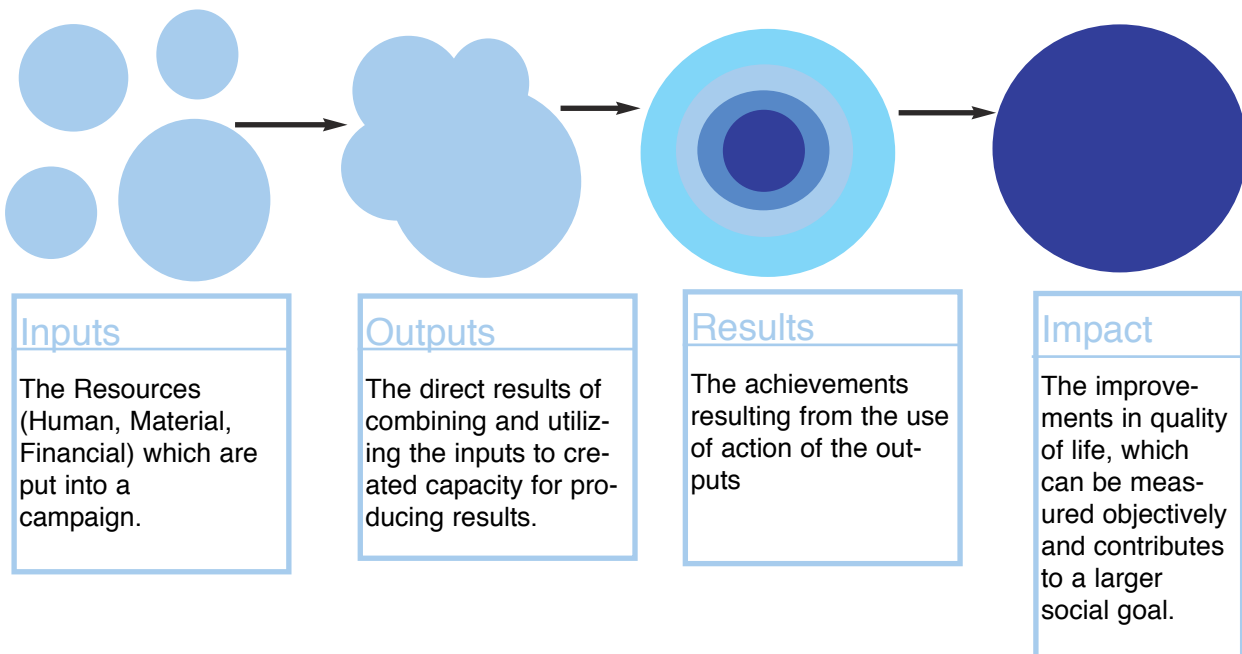 Inputs
The Resources
(Human, Material,
Financial) which are
put into a
campaign.
Outputs
The direct results of
combining and utiliz-
ing the inputs to cre-
ated capacity for pro-
ducing results.
Results
The achievements
resulting from the use
of action of the out-
puts
Impact
The improve-
ments in quality
of life, which
can be meas-
ured objectively
and contributes
to a larger
social goal.